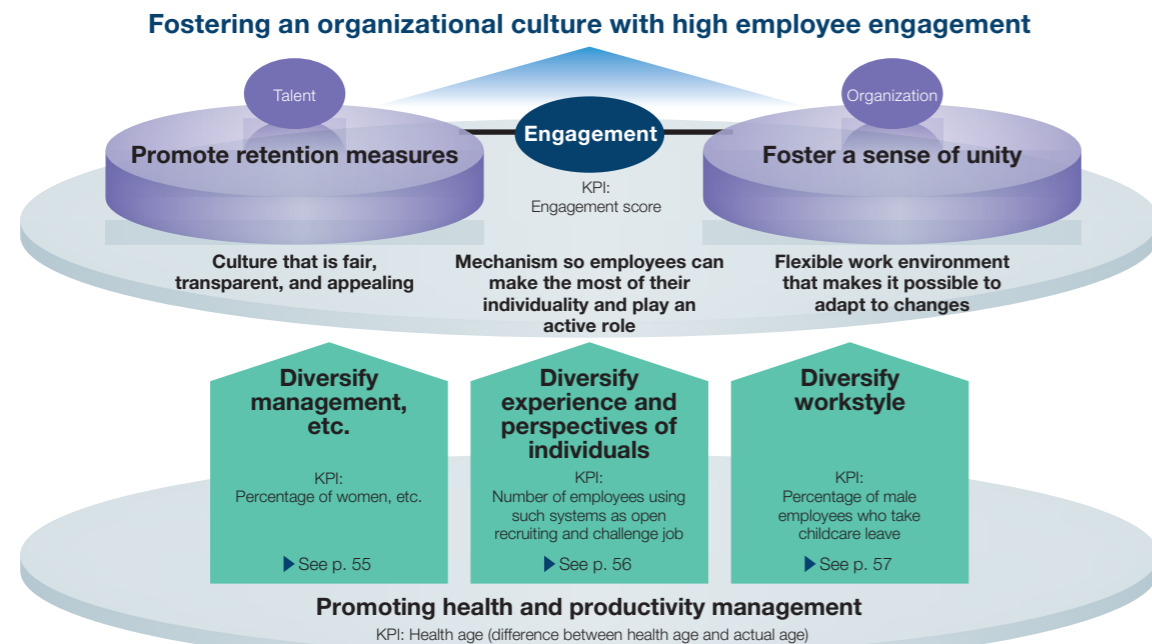 Fostering an organizational culture with high employee engagement
Talent
Promote retention measures
Engagement
KPI:
Engagement score
Organization
Foster a sense of unity
Culture that is fair,
transparent, and appealing
Mechanism so employees can
make the most of their
individuality and play an
active role
Flexible work environment
that makes it possible to
adapt to changes
Diversify
management,
etc.
KPI:
Percentage of women, etc.
▶See p. 55
Diversify
experience and
perspectives of
individuals
KPI:
Number of employees using
such systems as open
recruiting and challenge job
▶See p. 56
Diversify
workstyle
KPI:
Percentage of male
employees who take
childcare leave
▶See p. 57
Promoting health and productivity management
KPI: Health age (difference between health age and actual age)